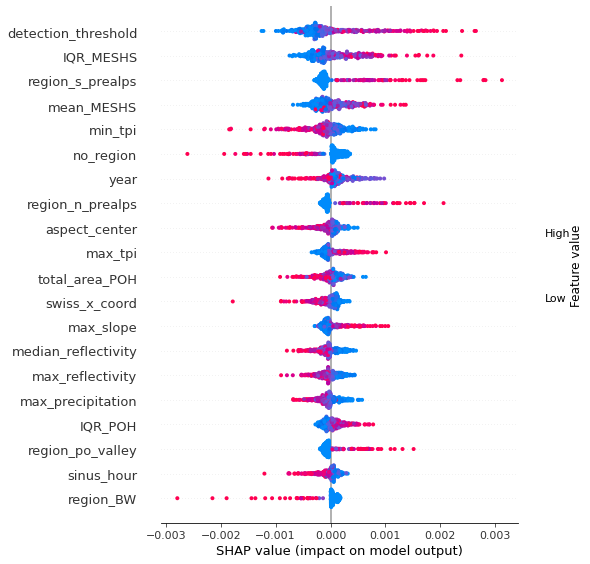 detection_threshold
IQR_MESHS
region_s_prealps
mean_MESHS
min_tpi
no_region
year
region_n_prealps
aspect_center
max_tpi
total_area_POH
swiss_x_coord
max_slope
median_reflectivity
max_reflectivity
max_precipitation
IQR_POH
region_po_valley
sinus_hour
region_BW
−0.003 −0.002 −0.001 0.000 0.001 0.002 0.003
SHAP value (impact on model output)
High
Low
Feature value